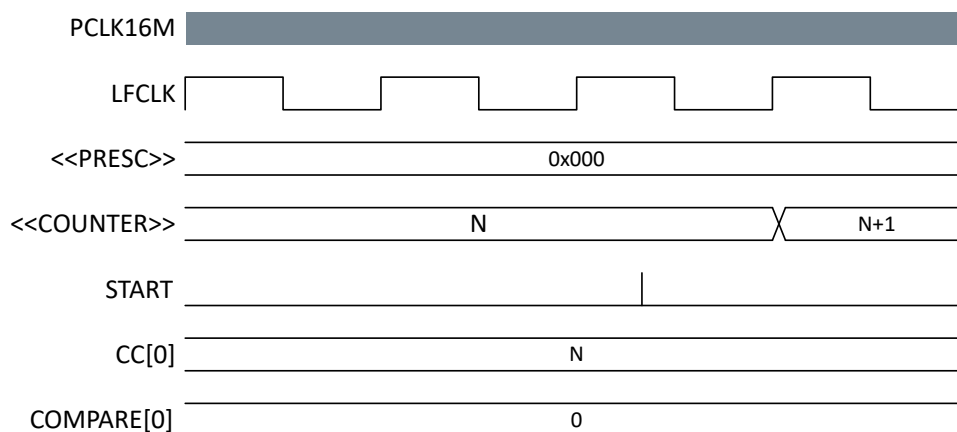 PCLK16M
LFCLK
<<PRESC>> 0x000
<<COUNTER>> N N+1
START
CC[0] N
COMPARE[0] 0